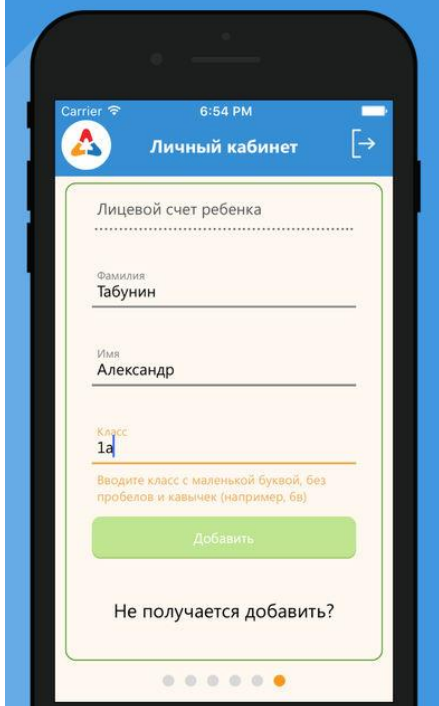 Carrier 6:54 PM
Личный кабинет
Лицевой счет ребенка
Фамилия
Табунин
Имя
Александр
Класс
1а
Вводите класс с маленькой буквой, без
пробелов и кавычек (например, 6в)
Добавить
Не получается добавить?